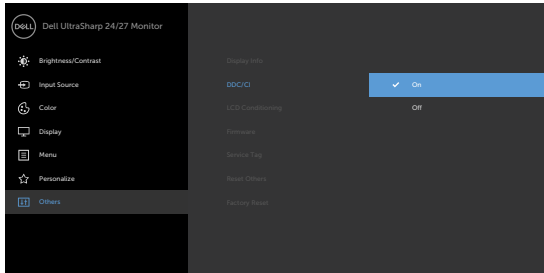 DELL
Dell UltraSharp 24/27 Monitor
Brightness/Contrast
Input Source
Color
Display
Menu
Personalize
Others
Display Info
DDC/CI
LCD Conditioning
Firmware
Service Tag
Reset Others
Factory Reset
On
Off